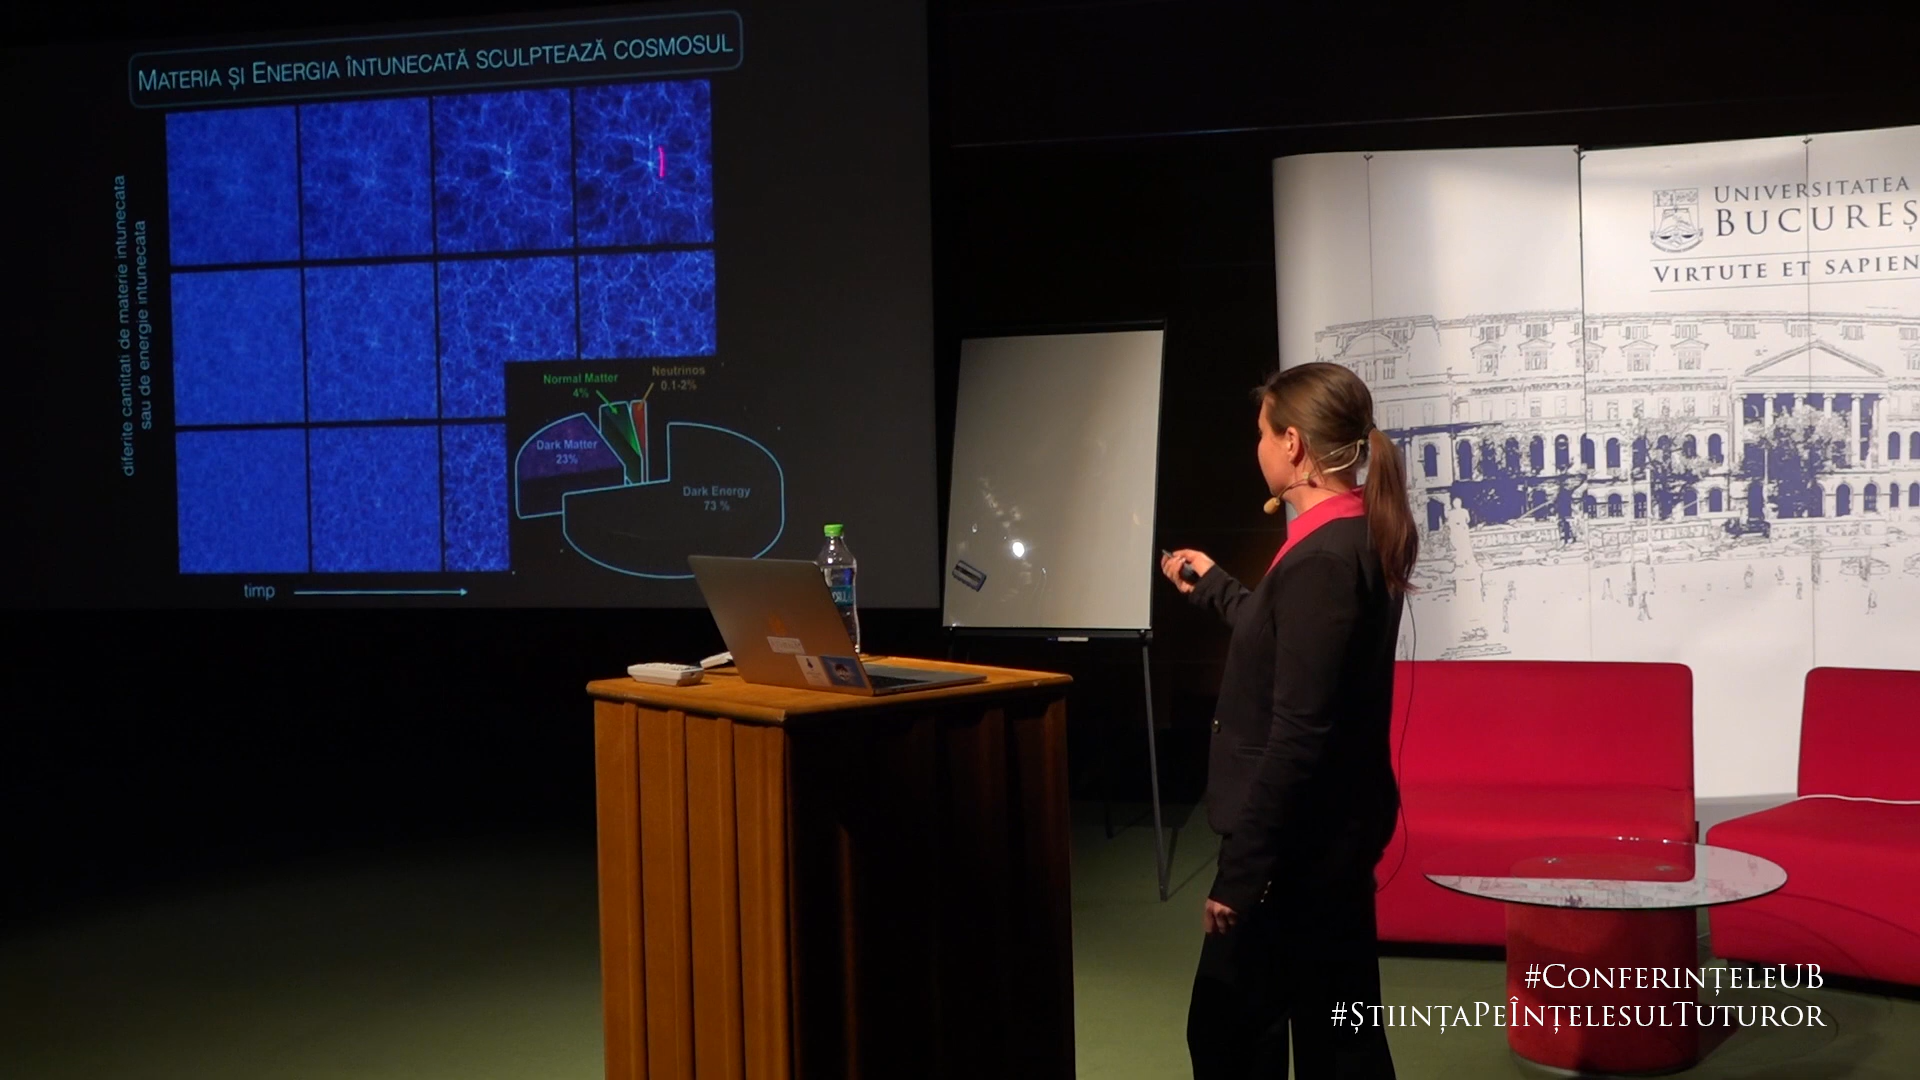 MATERIA ȘI ENERGIA ÎNTUNECATĂ SCULPTEAZĂ COSMOSUL
diferite cantitati de materie intunecata
sau de energie intunecata
Normal Matter
4%
Neutrinos
0.1-2%
Dark Matter
23%
Dark Energy
73 %
timp
UNIVERSITATEA
BUCUREȘ
VIRTUTE ET SAPIEN
#CONFERINȚELEUB
#ȘTIINȚAPEÎNȚELESULTUTUROR